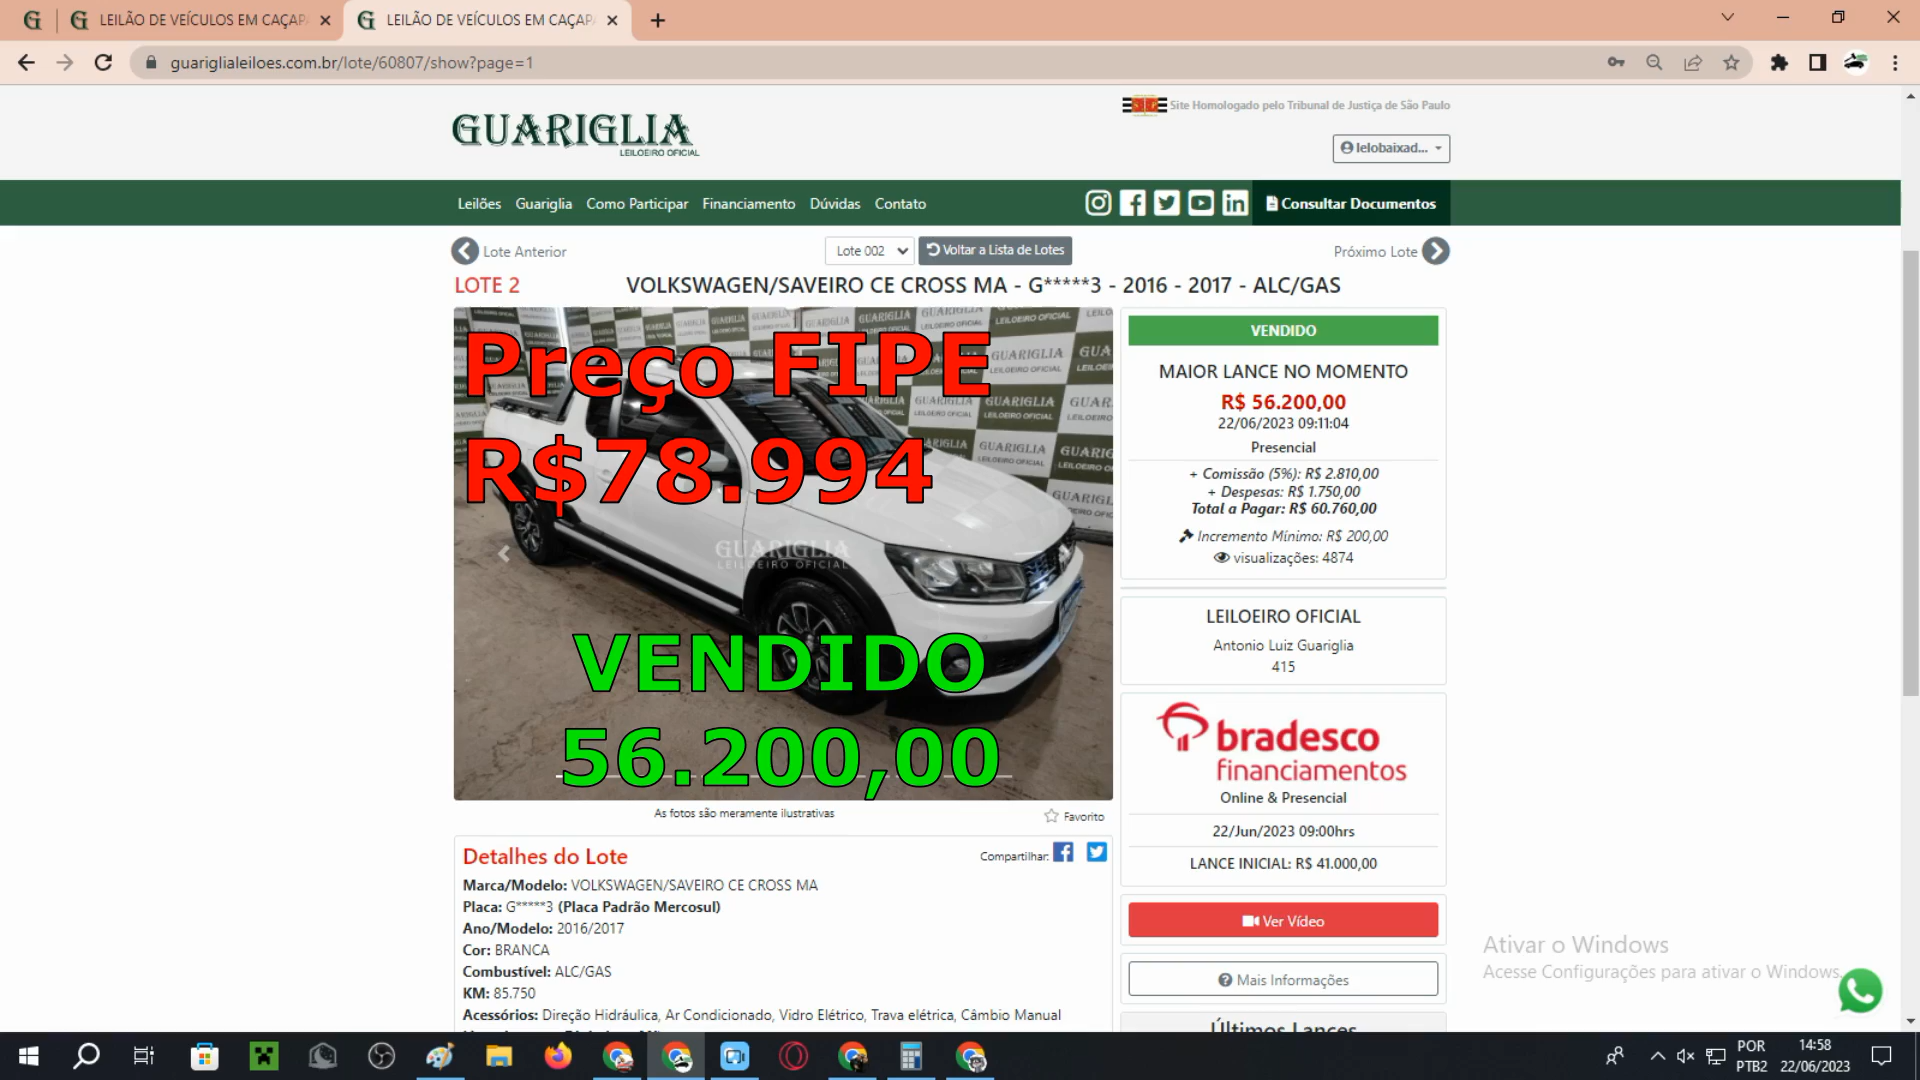 LEILÃO DE VEÍCULOS EM CAÇAPA
LEILÃO DE VEÍCULOS EM CAÇAPA
guariglialeiloes.com.br/lote/60807/show?page=1
Site Homologado pelo Tribunal de Justiça de São Paulo
GUARIGLIA
LEILOEIRO OFICIAL
lelobaixad...
Leilões Guariglia Como Participar Financiamento Dúvidas Contato
Consultar Documentos
Lote Anterior
Lote 002
Voltar a Lista de Lotes
Próximo Lote
LOTE 2
VOLKSWAGEN/SAVEIRO CE CROSS MA - G*****3 - 2016 - 2017 - ALC/GAS
Preço FIPE
R$78.994
GUARIGLIA
LEILOEIRO OFICIAL
VENDIDO
56.200,00
As fotos são meramente ilustrativas
Favorito
VENDIDO
MAIOR LANCE NO MOMENTO
R$ 56.200,00
22/06/2023 09:11:04
Presencial
+ Comissão (5%): R$ 2.810,00
+ Despesas: R$ 1.750,00
Total a Pagar: R$ 60.760,00
Incremento Mínimo: R$ 200,00
visualizações: 4874
LEILOEIRO OFICIAL
Antonio Luiz Guariglia
415
bradesco
financiamentos
Online & Presencial
22/Jun/2023 09:00hrs
LANCE INICIAL: R$ 41.000,00
Ver Vídeo
Mais Informações
Últimos Lances
Detalhes do Lote
Compartilhar:
Marca/Modelo: VOLKSWAGEN/SAVEIRO CE CROSS MA
Placa: G*****3 (Placa Padrão Mercosul)
Ano/Modelo: 2016/2017
Cor: BRANCA
Combustível: ALC/GAS
KM: 85.750
Acessórios: Direção Hidráulica, Ar Condicionado, Vidro Elétrico, Trava elétrica, Câmbio Manual
Ativar o Windows
Acesse Configurações para ativar o Windows.
POR
PTB2
14:58
22/06/2023